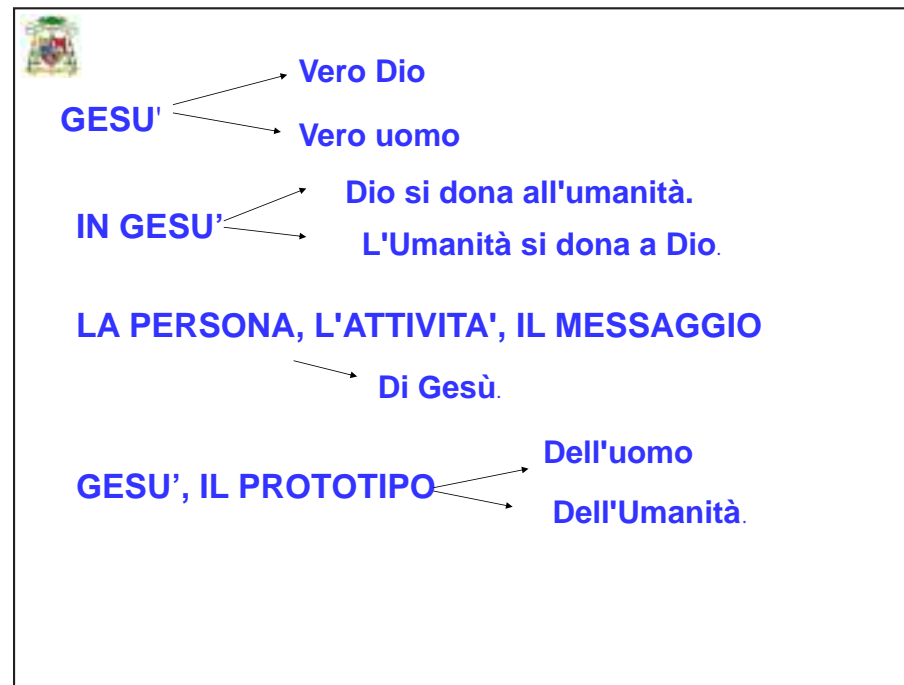 Vero Dio
GESU'
Vero uomo
Dio si dona all'umanità.
IN GESU’
L'Umanità si dona a Dio.
LA PERSONA, L'ATTIVITA', IL MESSAGGIO
Di Gesù.
Dell'uomo
GESU’, IL PROTOTIPO
Dell'Umanità.